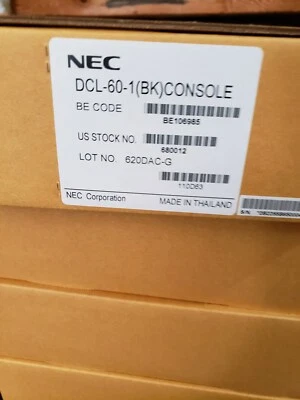 NEC
DCL-60-1(BK)CONSOLE
BE CODE
BE106985
US STOCK NO.
680012
LOT NO. 620DAC-G
110D63
NEC Corporation MADE IN THAILAND
S/N.